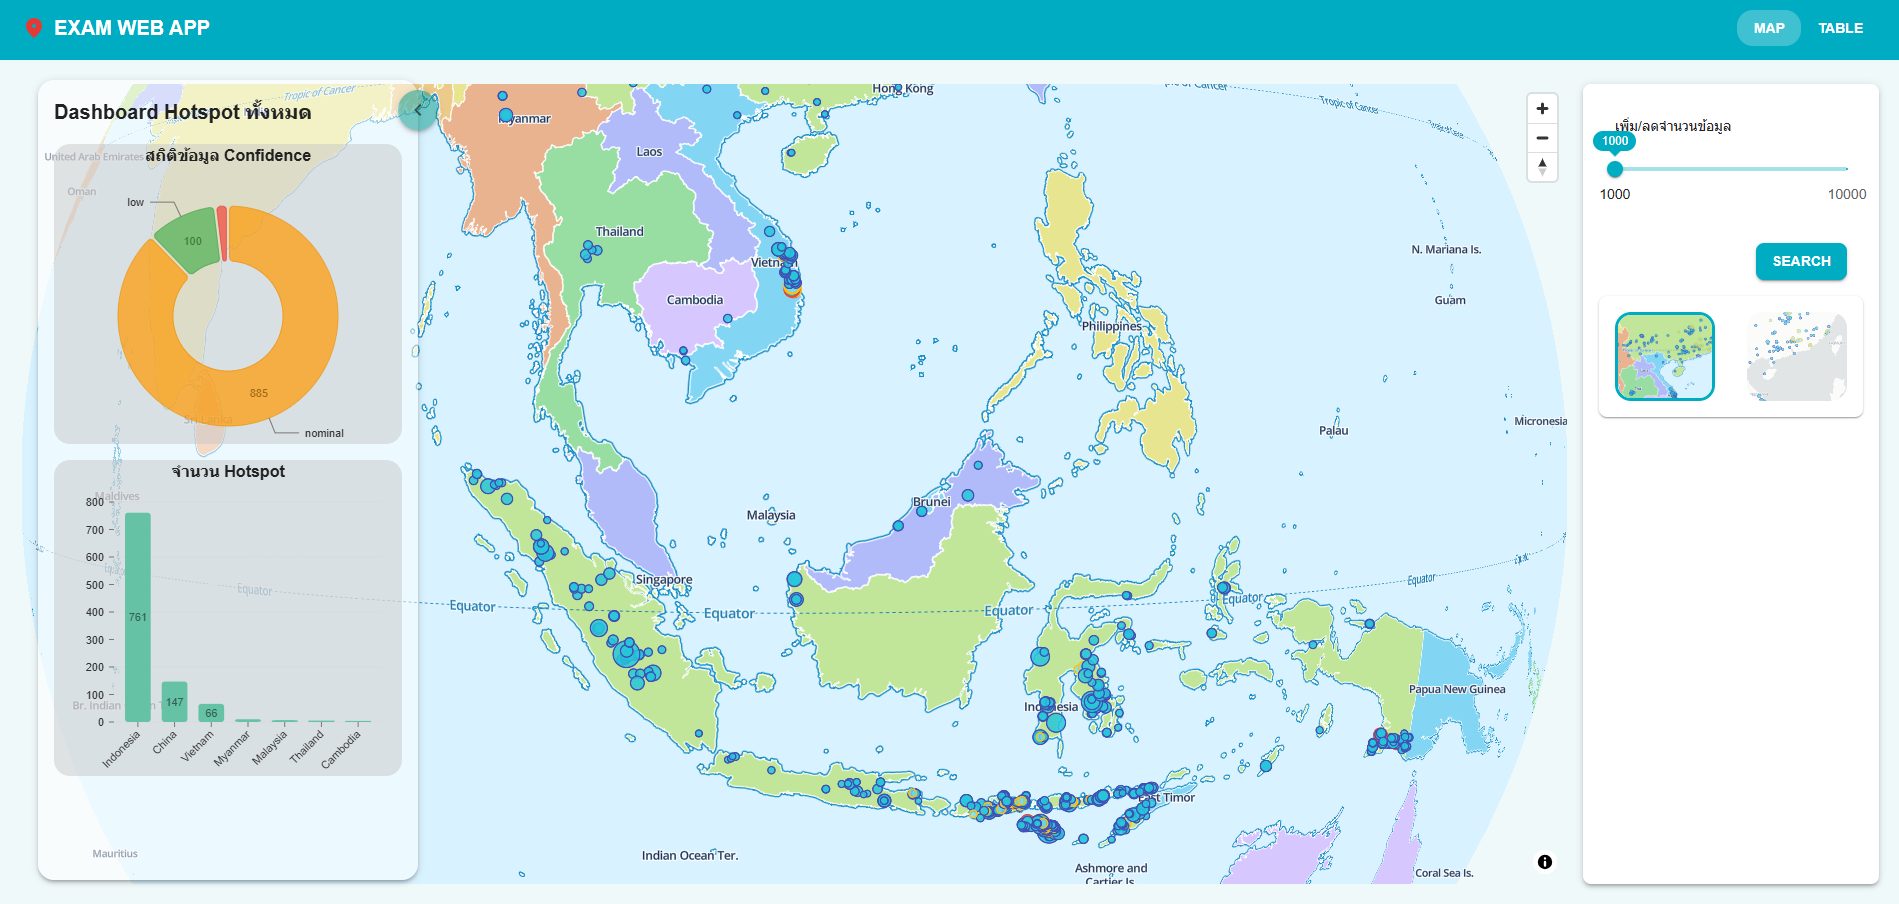 EXAM WEB APP
MAP
TABLE
Dashboard Hotspot ทั้งหมด
สถิติข้อมูล Confidence
low
100
885
nominal
จำนวน Hotspot
800
700
600
500
400
300
200
100
0
761
147
66
Indonesia
China
Vietnam
Myanmar
Malaysia
Thailand
Cambodia
Tropic of Cancer
United Arab Emirates
Oman
Sri Lanka
Maldives
Equator
Mauritius
Hong Kong
Tropic of Cancer
Myanmar
Laos
Thailand
Vietnam
Cambodia
Philippines
N. Mariana Is.
Guam
Palau
Micronesia
Brunei
Malaysia
Singapore
Equator
Equator
Equator
Equator
Equator
Indonesia
Papua New Guinea
East Timor
Indian Ocean Ter.
Ashmore and
Cartier Is.
Coral Sea Is.
เพิ่ม/ลดจำนวนข้อมูล
1000
1000
10000
SEARCH